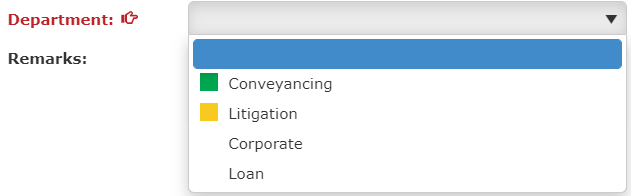 Department:
Remarks:
Conveyancing
Litigation
Corporate
Loan